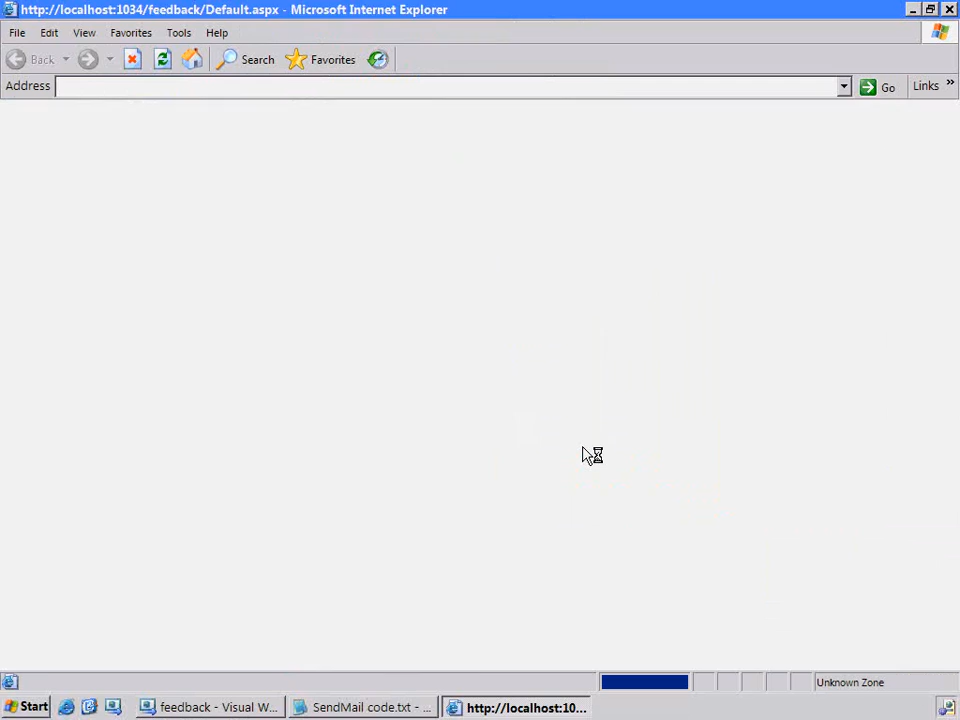 http://localhost:1034/feedback/Default.aspx - Microsoft Internet Explorer
File Edit View Favorites Tools Help
Back Search Favorites
Address Go Links »
Unknown Zone
Start feedback - Visual W... SendMail code.txt - ... http://localhost:10...